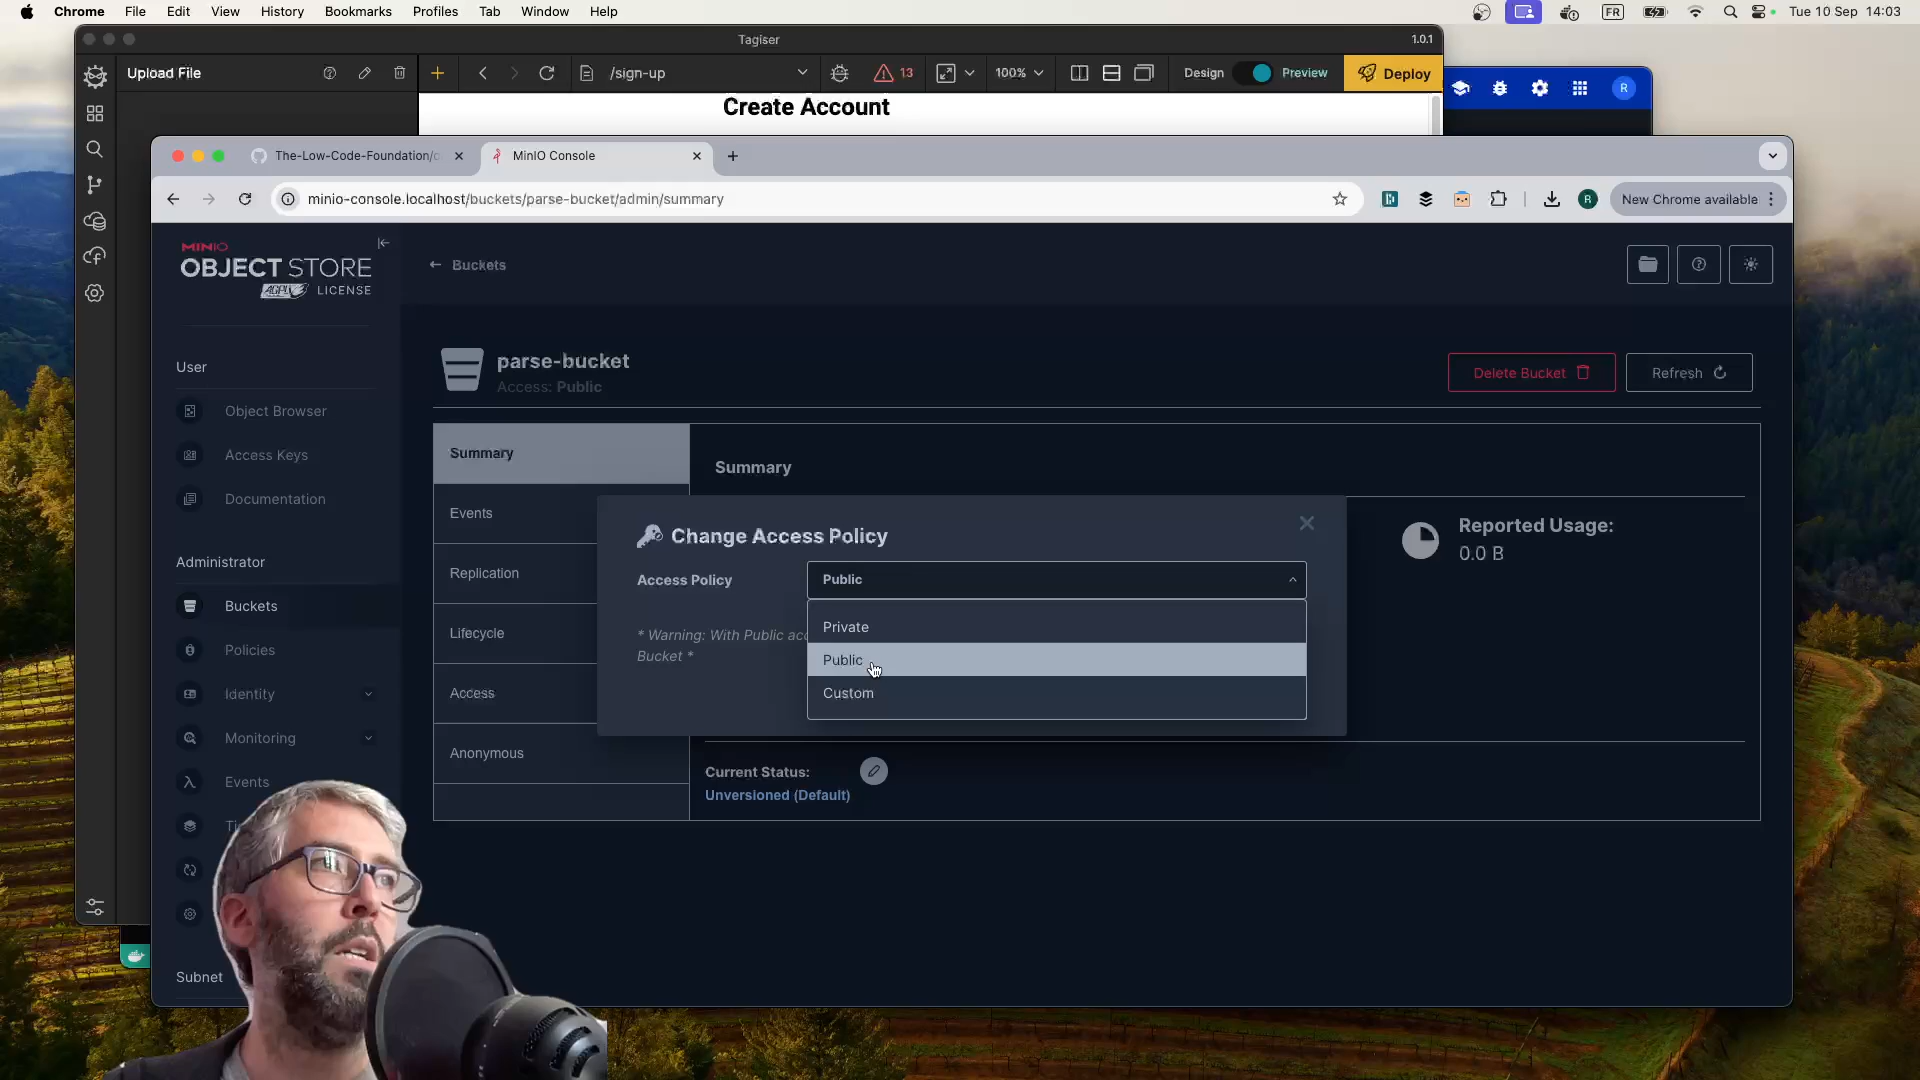 Chrome File Edit View History Bookmarks Profiles Tab Window Help
FR Tue 10 Sep 14:03
Tagiser
1.0.1
Upload File
/sign-up
13
100%
Design Preview
Deploy
R
Create Account
The-Low-Code-Foundation/
MinIO Console
minio-console.localhost/buckets/parse-bucket/admin/summary
R
New Chrome available
MINIO
OBJECT STORE
AGPL LICENSE
Buckets
User
Object Browser
Access Keys
Documentation
Administrator
Buckets
Policies
Identity
Monitoring
Events
Subnet
parse-bucket
Access: Public
Delete Bucket
Refresh
Summary
Events
Replication
Lifecycle
Access
Anonymous
Summary
Reported Usage:
0.0 B
Change Access Policy
Access Policy
Public
Private
Public
Custom
* Warning: With Public
Bucket *
Current Status:
Unversioned (Default)